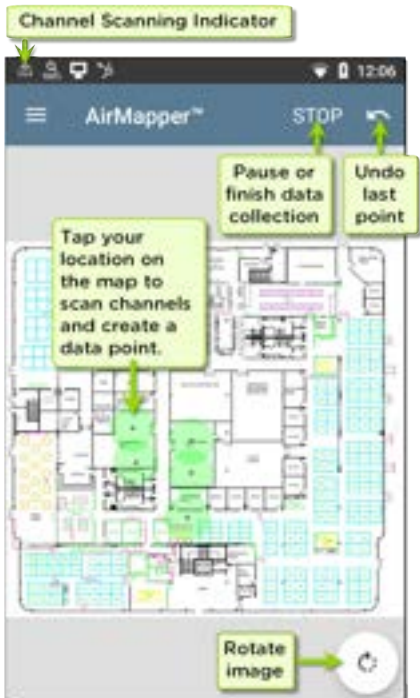 Channel Scanning Indicator
12:06
AirMapper™
STOP
Pause or
finish data
collection
Undo
last
point
Tap your
location on
the map to
scan channels
and create a
data point.
Rotate
image